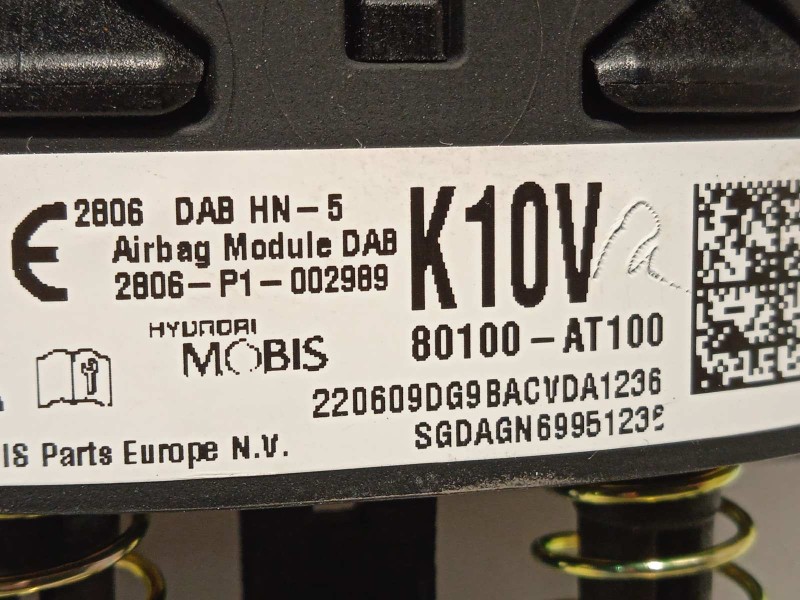 2806 DAB HN-5
Airbag Module DAB
2806-P1-002989
K10V
HYUNDAI
MOBIS
80100-AT100
220609DG9BACVDA1236
SGDAGN69951236
IS Parts Europe N.V.